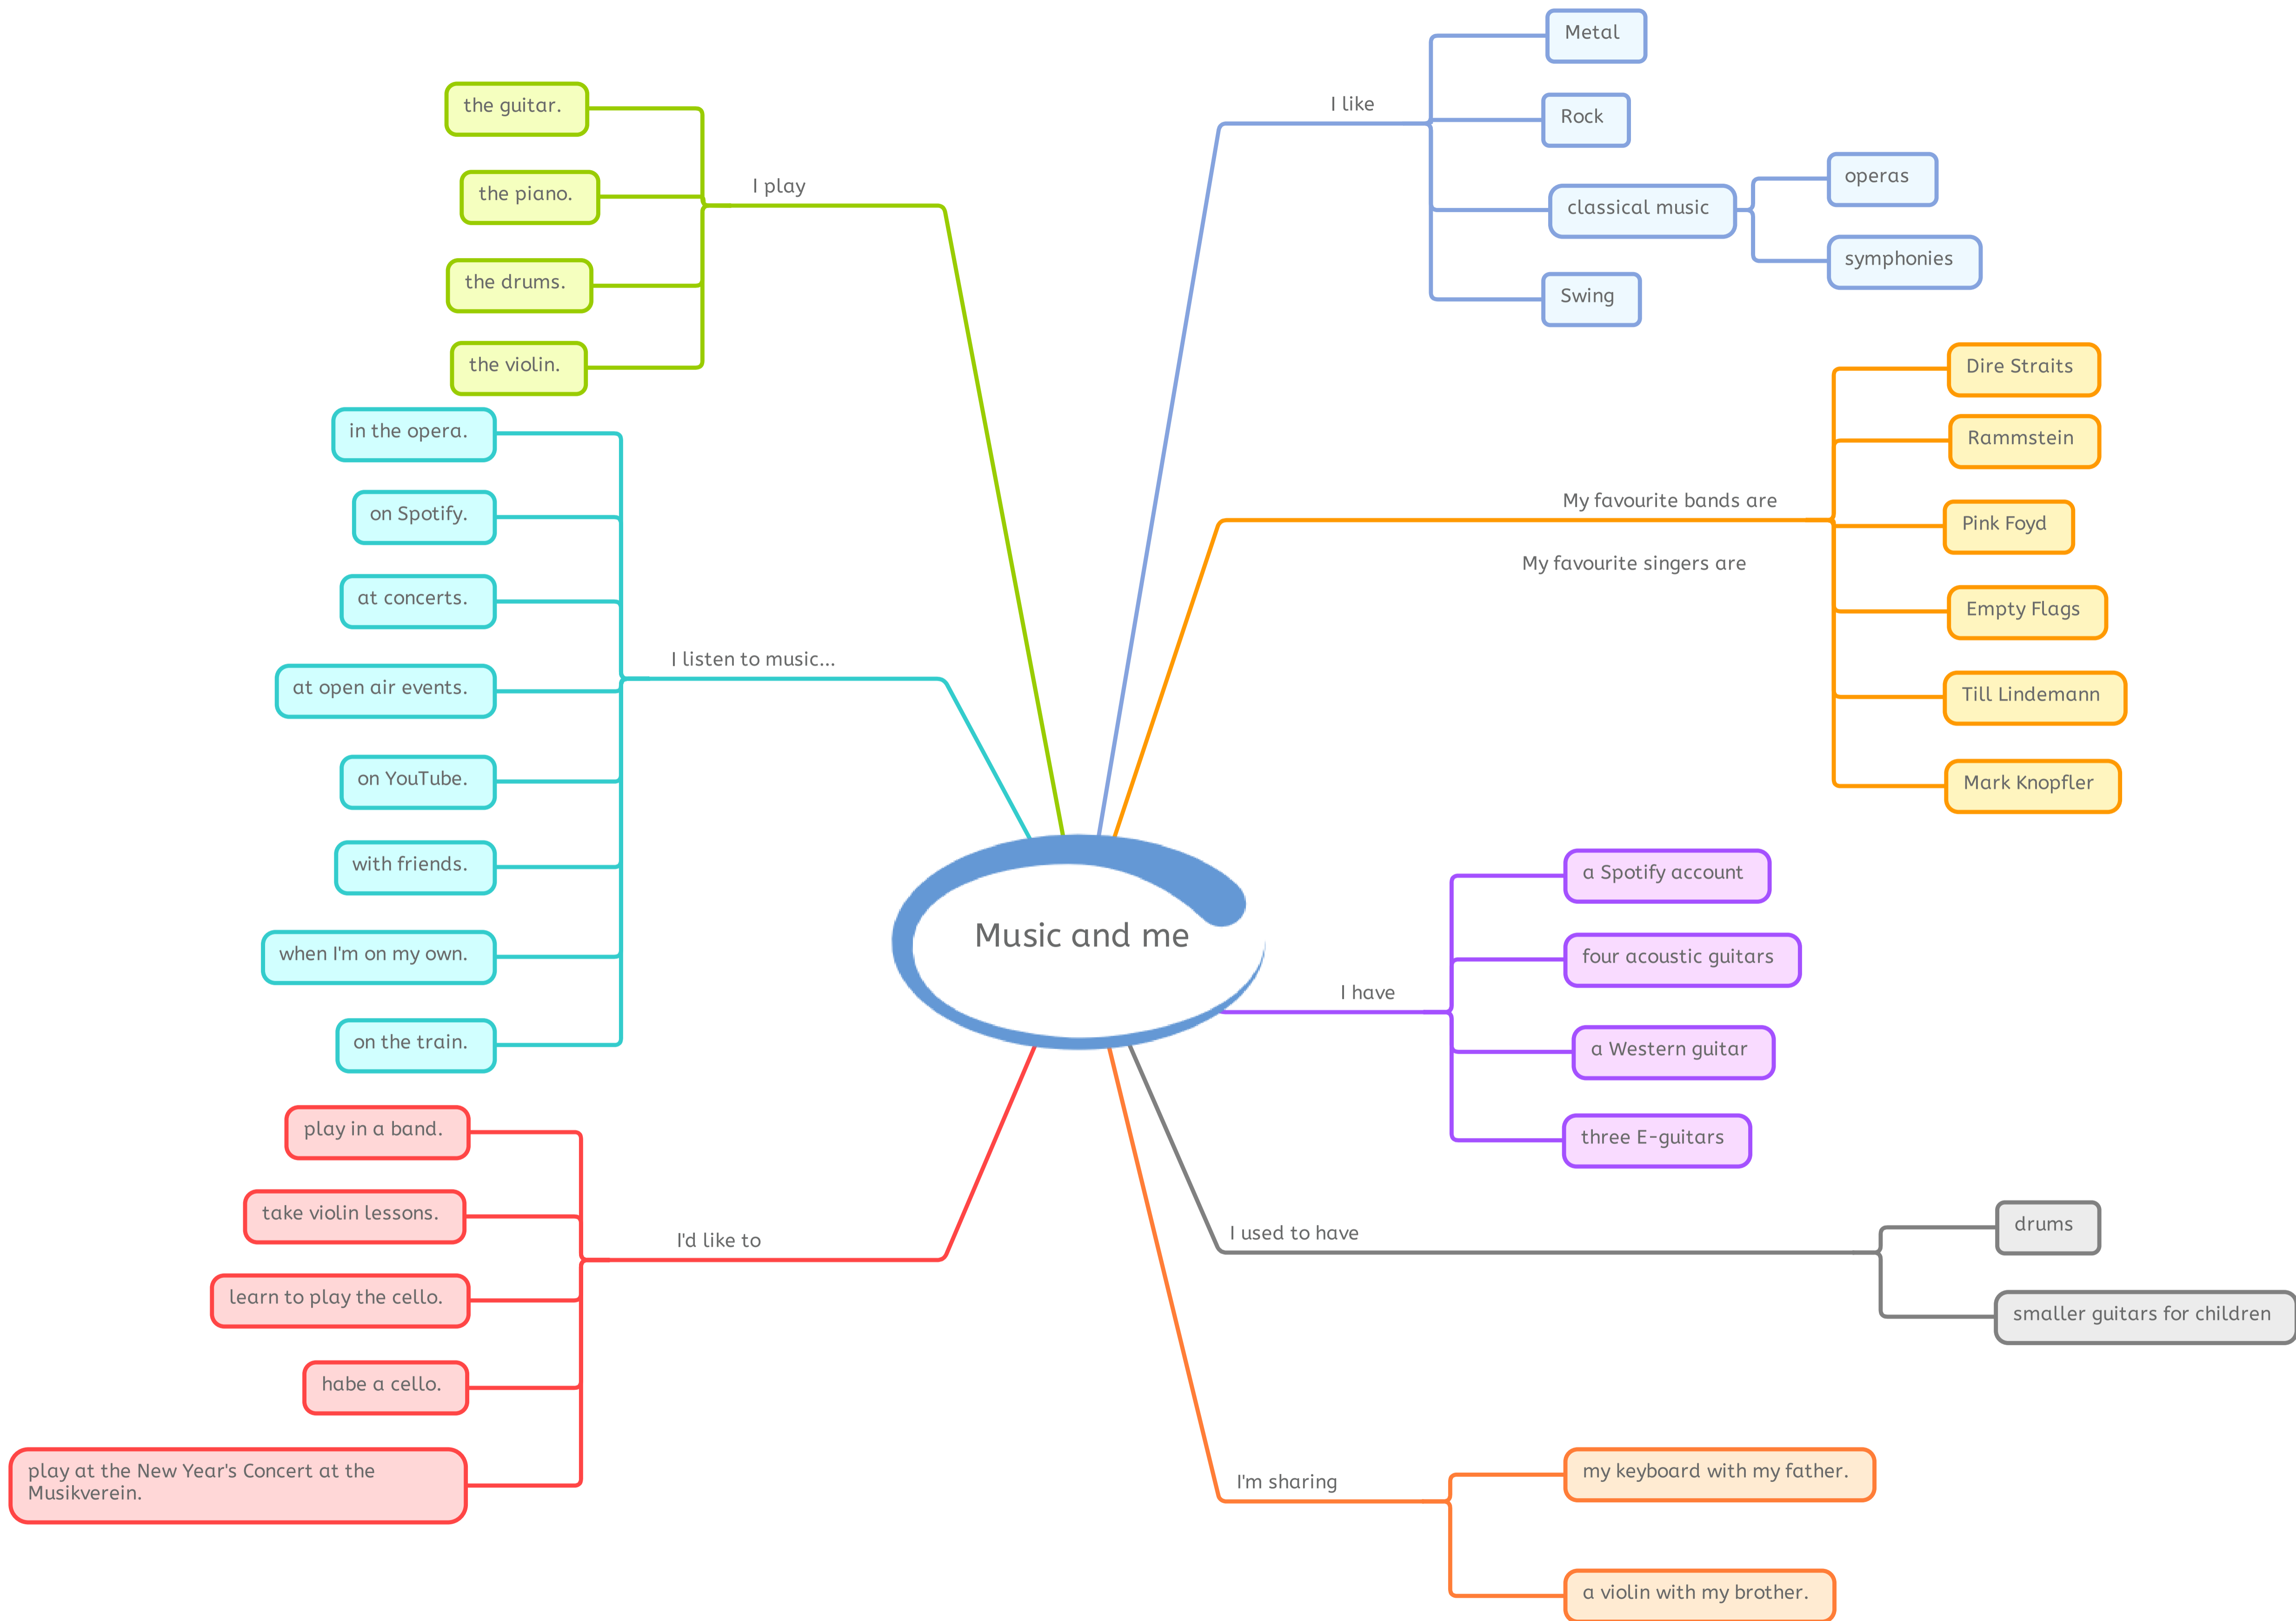 Music and me
I like
Metal
Rock
classical music
operas
symphonies
Swing
My favourite bands are
My favourite singers are
Dire Straits
Rammstein
Pink Foyd
Empty Flags
Till Lindemann
Mark Knopfler
I have
a Spotify account
four acoustic guitars
a Western guitar
three E-guitars
I used to have
drums
smaller guitars for children
I'm sharing
my keyboard with my father.
a violin with my brother.
I play
the guitar.
the piano.
the drums.
the violin.
I listen to music...
in the opera.
on Spotify.
at concerts.
at open air events.
on YouTube.
with friends.
when I'm on my own.
on the train.
I'd like to
play in a band.
take violin lessons.
learn to play the cello.
habe a cello.
play at the New Year's Concert at the
Musikverein.